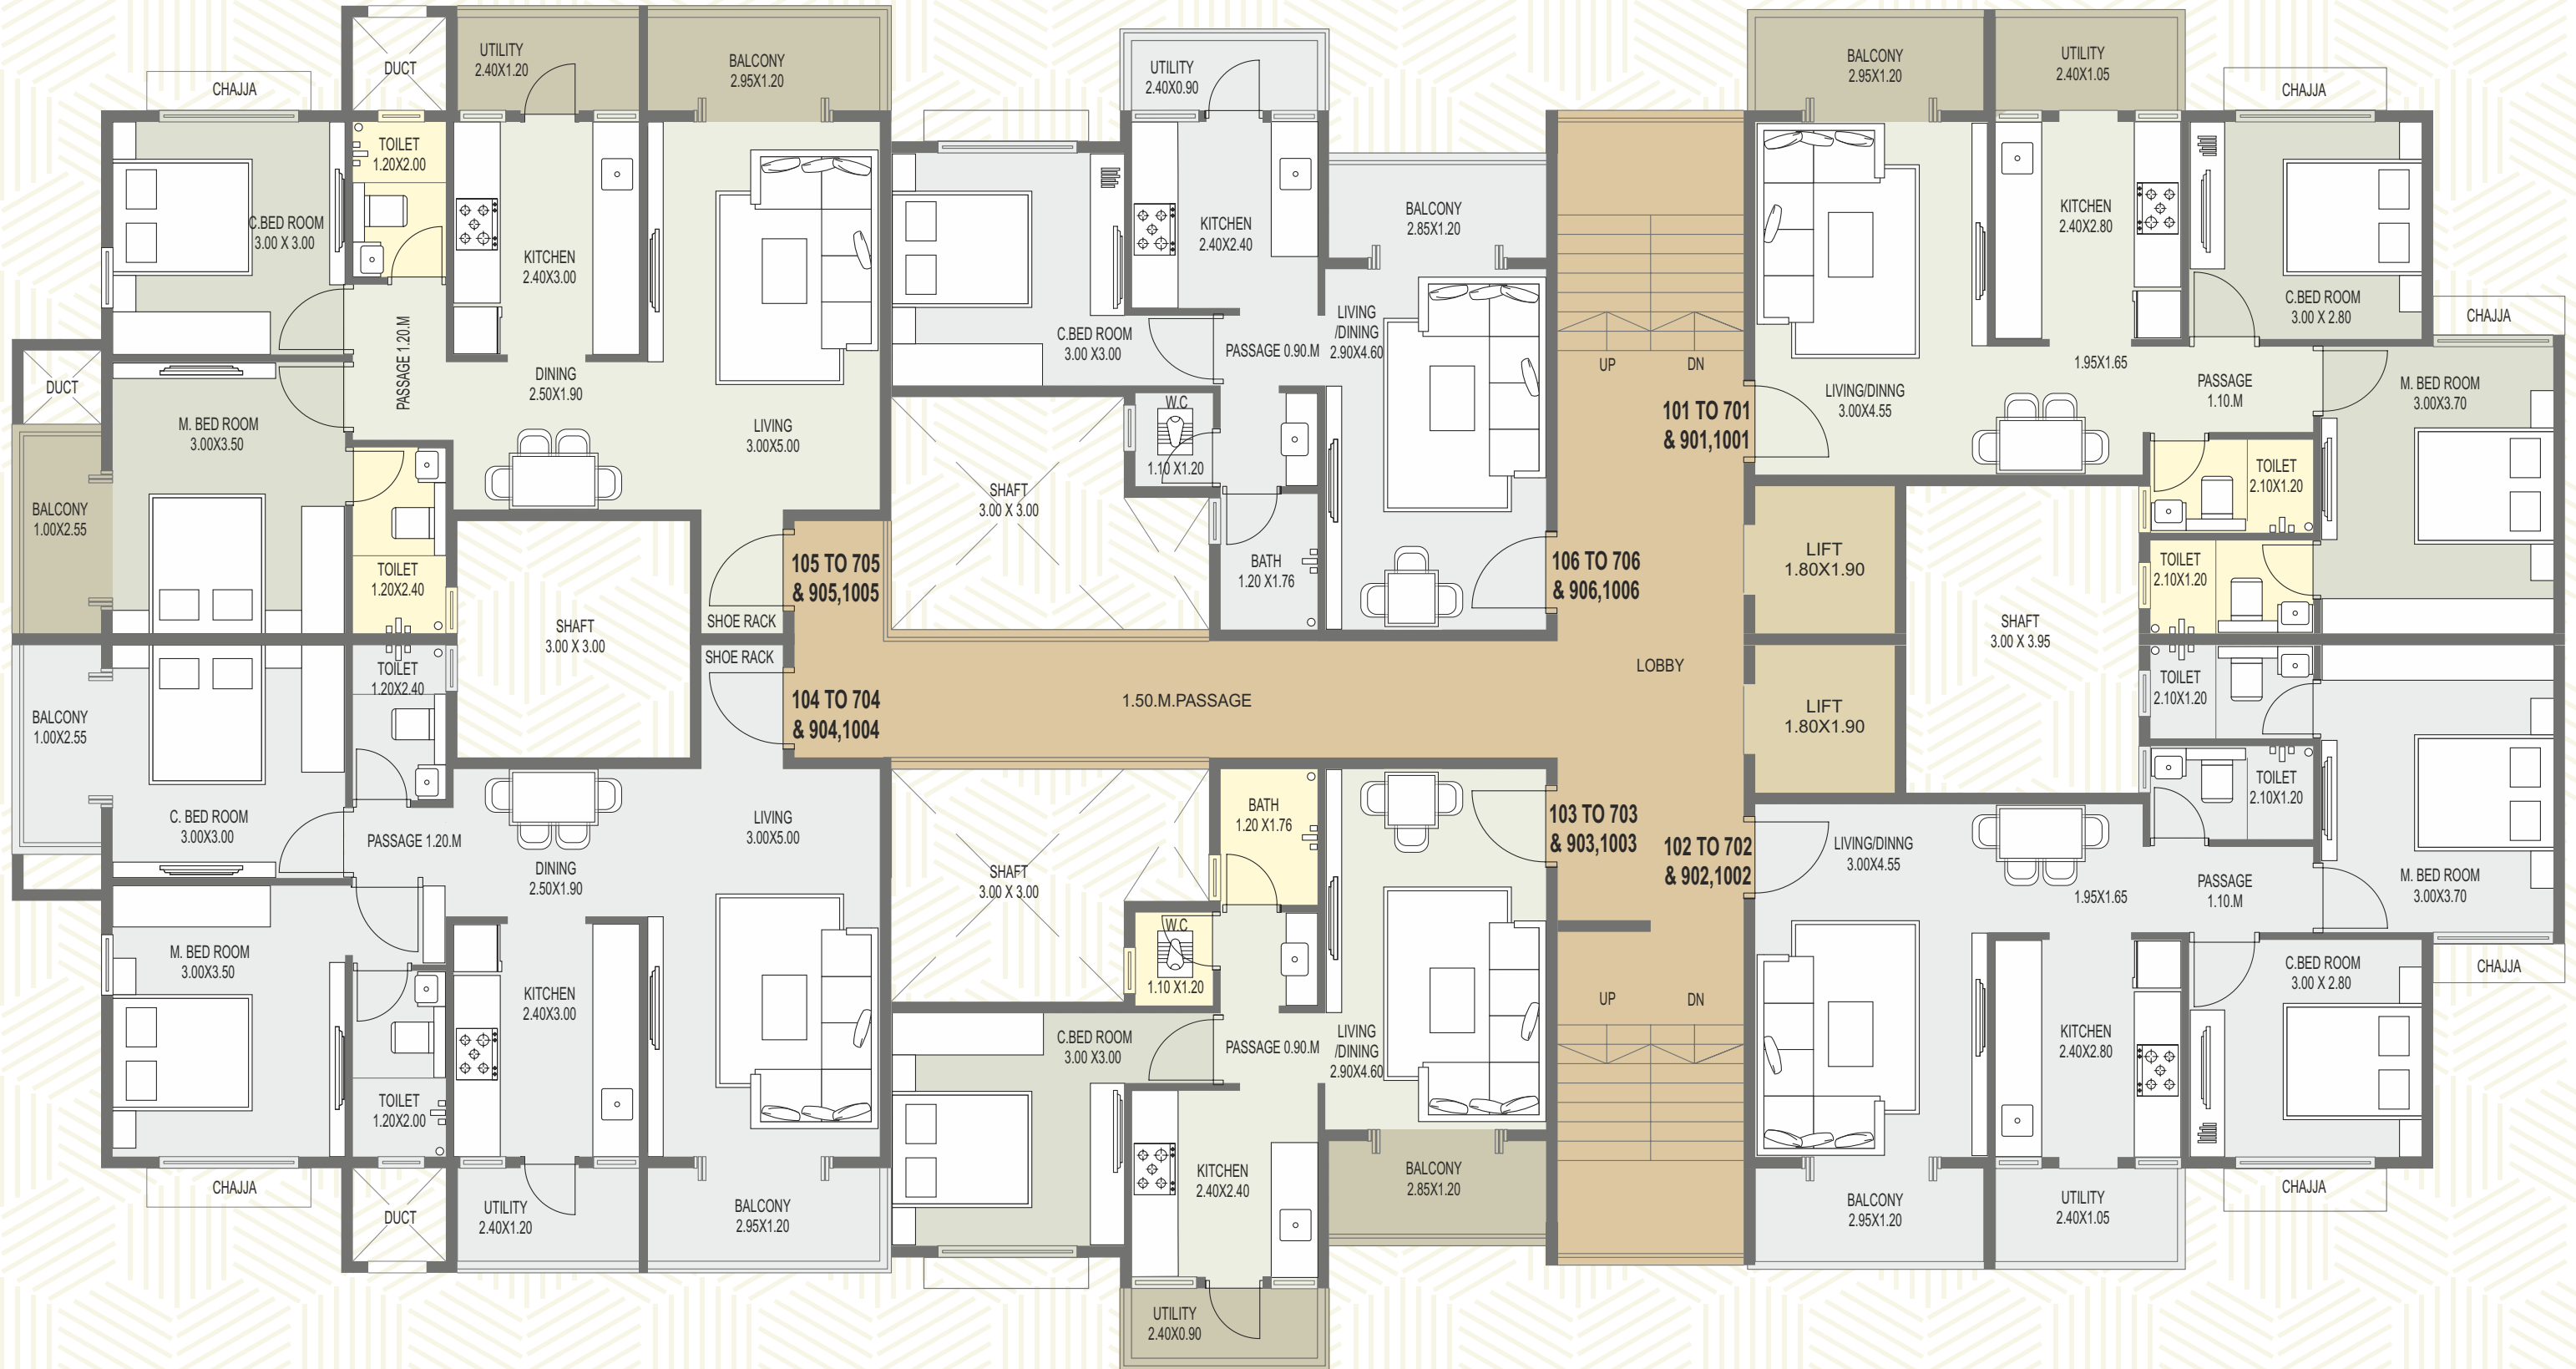 DUCT
UTILITY
2.40X1.20
BALCONY
2.95X1.20
CHAJJA
TOILET
1.20X2.00
C.BED ROOM
3.00 X 3.00
KITCHEN
2.40X3.00
PASSAGE 1.20.M
DINING
2.50X1.90
LIVING
3.00X5.00
DUCT
M. BED ROOM
3.00X3.50
BALCONY
1.00X2.55
TOILET
1.20X2.40
SHAFT
3.00 X 3.00
SHOE RACK
105 TO 705
& 905,1005
UTILITY
2.40X0.90
KITCHEN
2.40X2.40
BALCONY
2.85X1.20
C.BED ROOM
3.00 X3.00
PASSAGE 0.90.M
LIVING
/DINING
2.90X4.60
W.C
1.10 X1.20
SHAFT
3.00 X 3.00
BATH
1.20 X1.76
106 TO 706
& 906,1006
UP
DN
101 TO 701
& 901,1001
BALCONY
2.95X1.20
UTILITY
2.40X1.05
CHAJJA
KITCHEN
2.40X2.80
C.BED ROOM
3.00 X 2.80
CHAJJA
LIVING/DINNG
3.00X4.55
1.95X1.65
PASSAGE
1.10.M
M. BED ROOM
3.00X3.70
TOILET
2.10X1.20
TOILET
2.10X1.20
LIFT
1.80X1.90
SHAFT
3.00 X 3.95
LOBBY
1.50.M.PASSAGE
LIFT
1.80X1.90
SHOE RACK
104 TO 704
& 904,1004
TOILET
1.20X2.40
BALCONY
1.00X2.55
C. BED ROOM
3.00X3.00
PASSAGE 1.20.M
DINING
2.50X1.90
LIVING
3.00X5.00
M. BED ROOM
3.00X3.50
KITCHEN
2.40X3.00
TOILET
1.20X2.00
CHAJJA
DUCT
UTILITY
2.40X1.20
BALCONY
2.95X1.20
BATH
1.20 X1.76
SHAFT
3.00 X 3.00
W.C
1.10 X1.20
C.BED ROOM
3.00 X3.00
PASSAGE 0.90.M
LIVING
/DINING
2.90X4.60
KITCHEN
2.40X2.40
BALCONY
2.85X1.20
UTILITY
2.40X0.90
103 TO 703
& 903,1003
102 TO 702
& 902,1002
UP
DN
TOILET
2.10X1.20
TOILET
2.10X1.20
LIVING/DINNG
3.00X4.55
1.95X1.65
PASSAGE
1.10.M
M. BED ROOM
3.00X3.70
C.BED ROOM
3.00 X 2.80
CHAJJA
KITCHEN
2.40X2.80
BALCONY
2.95X1.20
UTILITY
2.40X1.05
CHAJJA